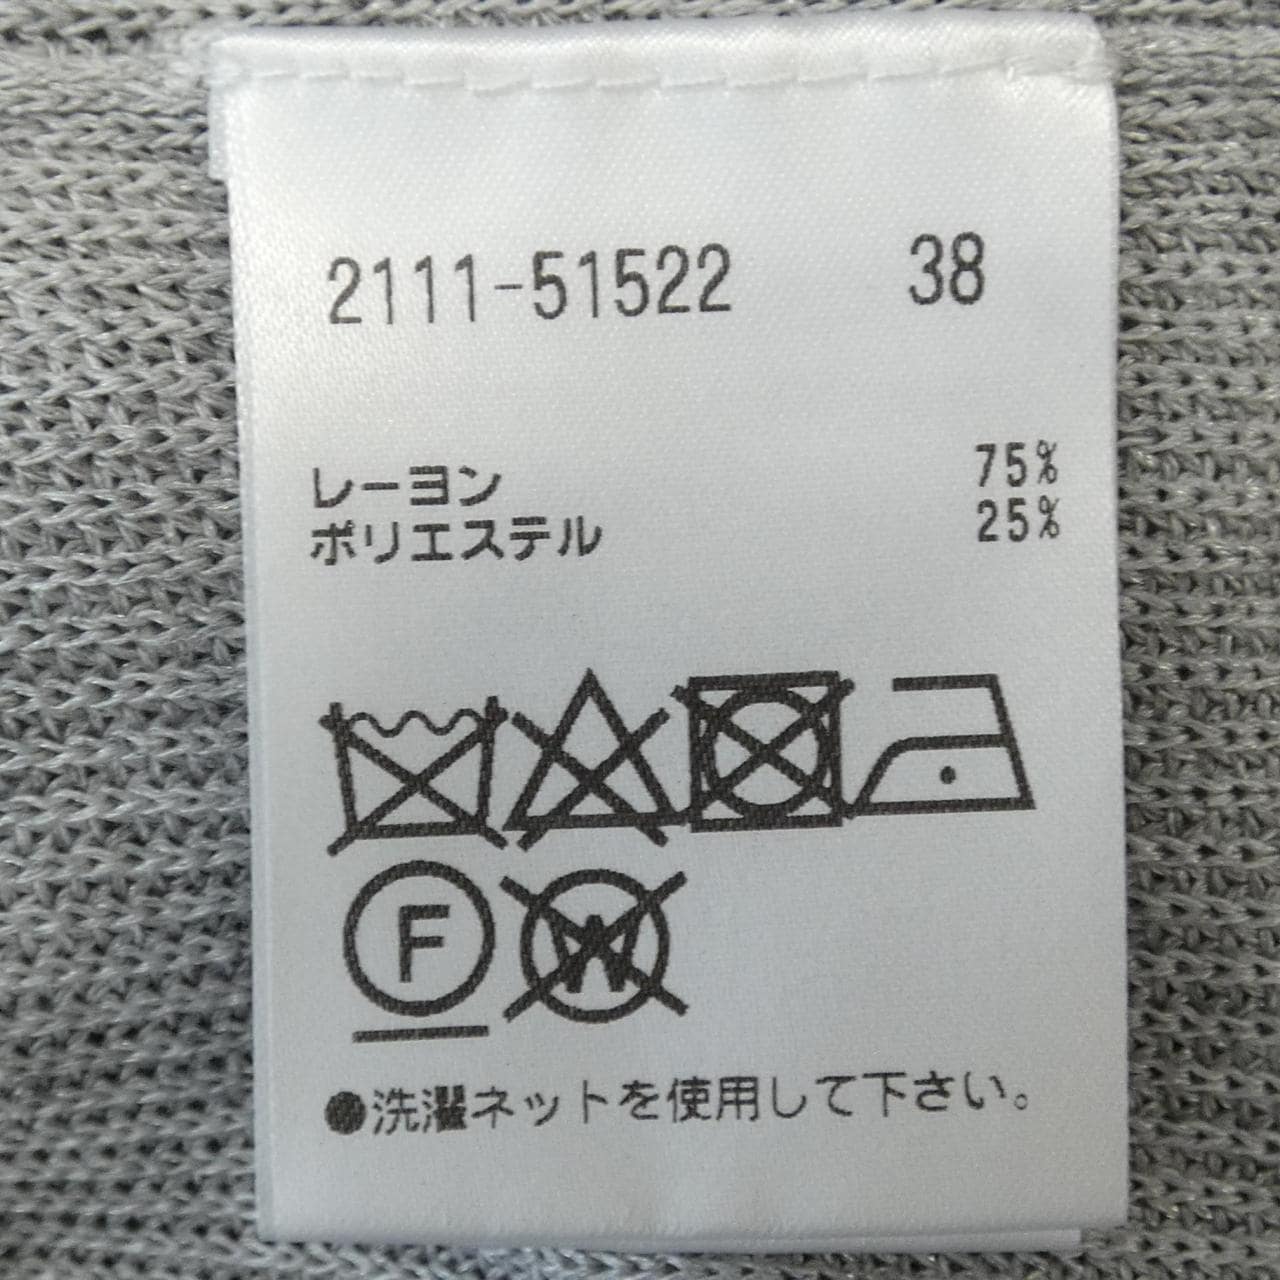 2111-51522 38
レーヨン 75%
ポリエステル 25%
F W
●洗濯ネットを使用して下さい。